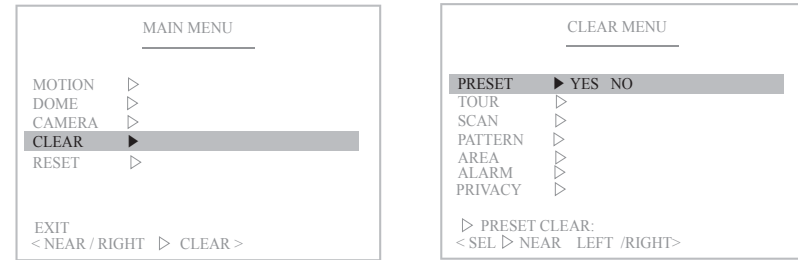 MAIN MENU
MOTION ▷
DOME ▷
CAMERA ▷
CLEAR ▶
RESET ▷
EXIT
< NEAR / RIGHT ▷ CLEAR >
CLEAR MENU
PRESET ▶ YES NO
TOUR ▷
SCAN ▷
PATTERN ▷
AREA ▷
ALARM ▷
PRIVACY ▷
▷ PRESET CLEAR:
< SEL ▷ NEAR LEFT /RIGHT>